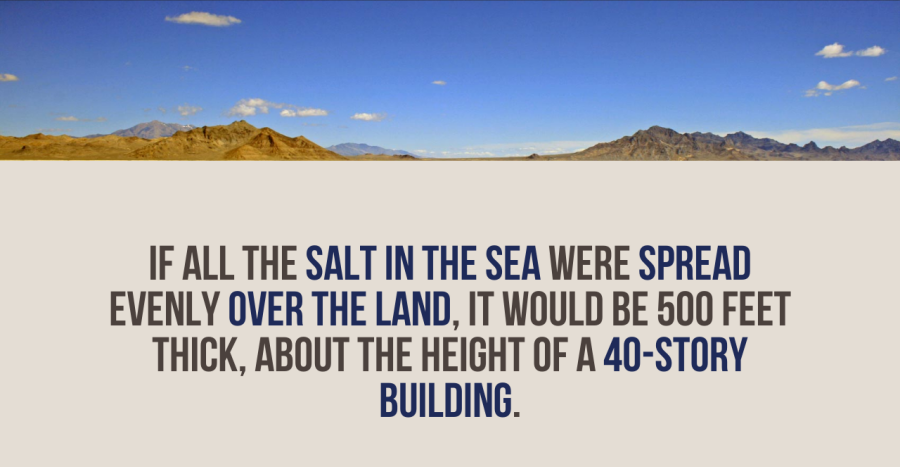 IF ALL THE SALT IN THE SEA WERE SPREAD
EVENLY OVER THE LAND, IT WOULD BE 500 FEET
THICK, ABOUT THE HEIGHT OF A 40-STORY
BUILDING.